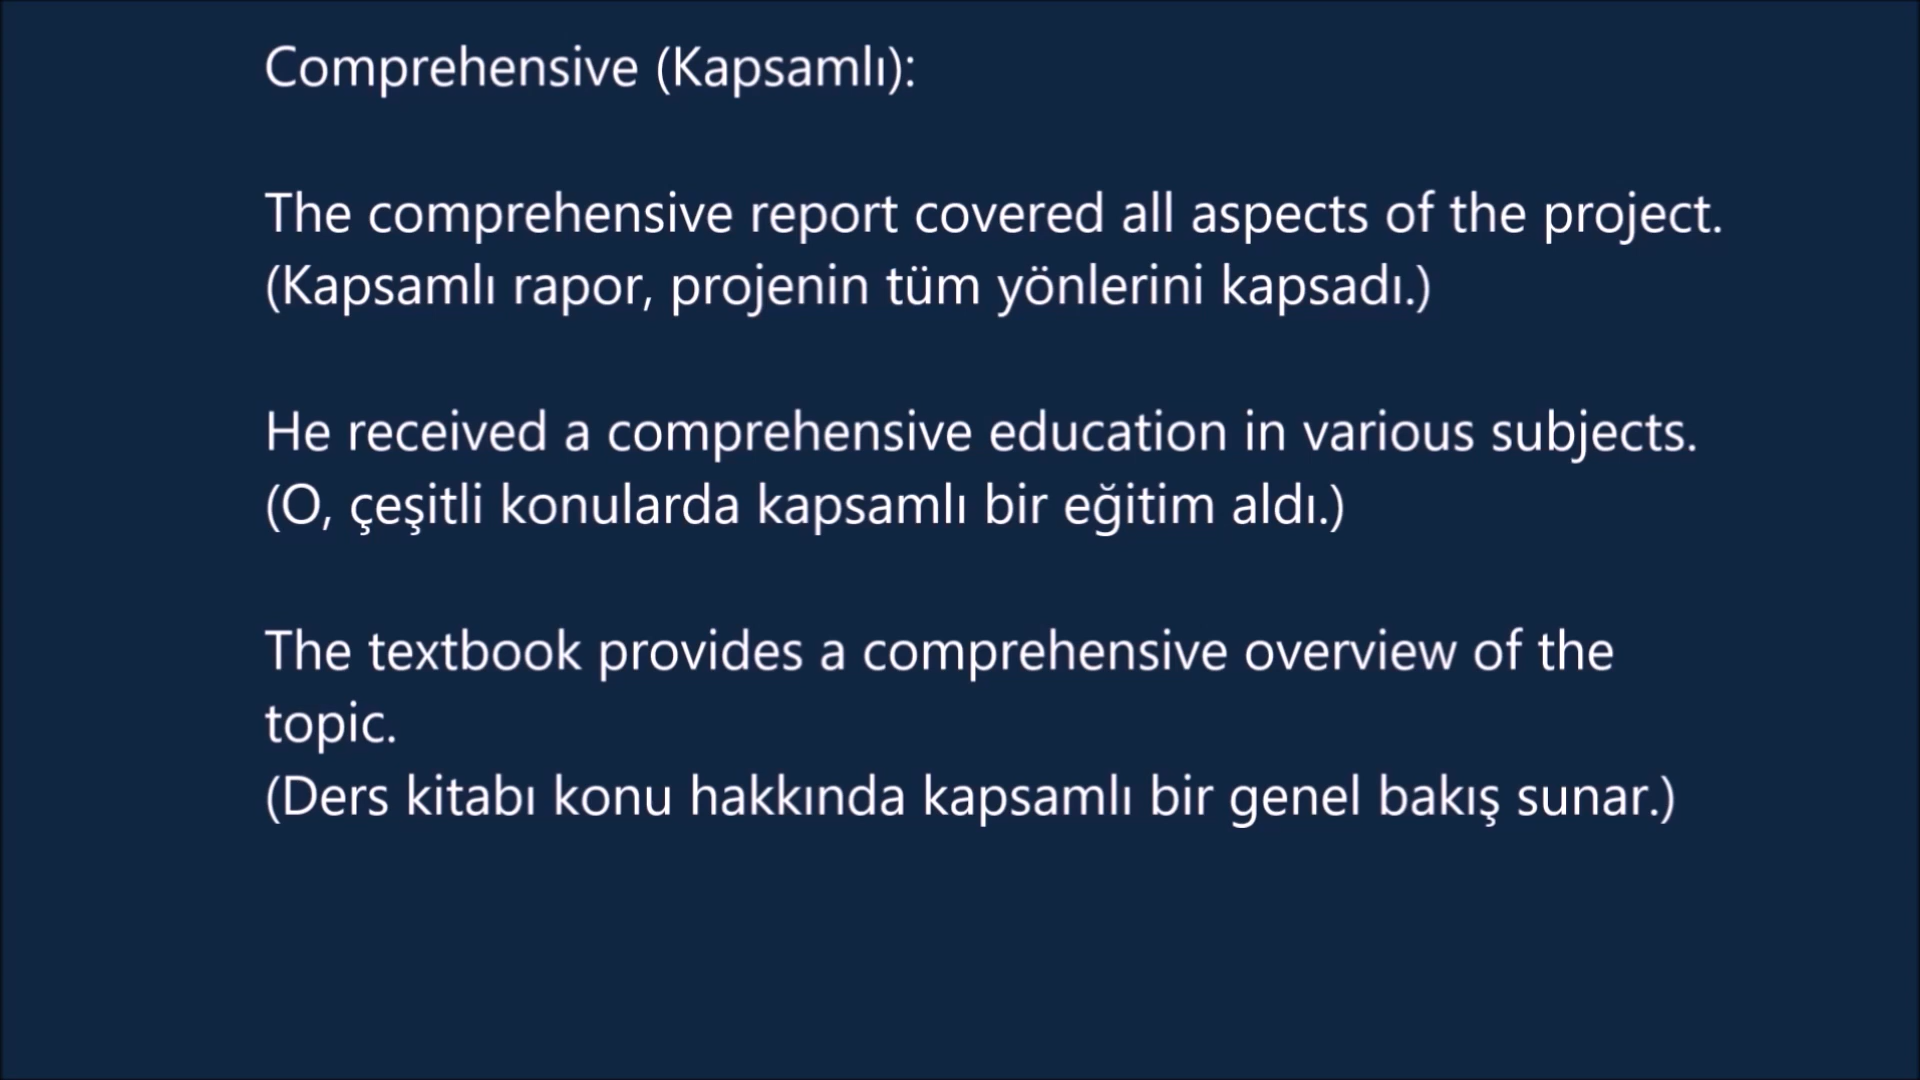 Comprehensive (Kapsamlı):
The comprehensive report covered all aspects of the project.
(Kapsamlı rapor, projenin tüm yönlerini kapsadı.)
He received a comprehensive education in various subjects.
(O, çeşitli konularda kapsamlı bir eğitim aldı.)
The textbook provides a comprehensive overview of the
topic.
(Ders kitabı konu hakkında kapsamlı bir genel bakış sunar.)